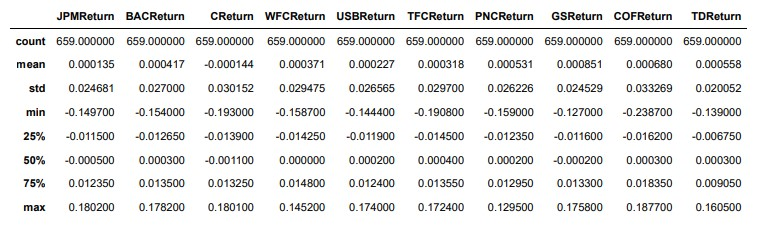 JPMReturn BACReturn CReturn WFCReturn USBReturn TFCReturn PNCReturn GSReturn COFReturn TDReturn
count 659.000000 659.000000 659.000000 659.000000 659.000000 659.000000 659.000000 659.000000 659.000000 659.000000
mean 0.000135 0.000417 -0.000144 0.000371 0.000227 0.000318 0.000531 0.000851 0.000680 0.000558
std 0.024681 0.027000 0.030152 0.029475 0.026565 0.029700 0.026226 0.024529 0.033269 0.020052
min -0.149700 -0.154000 -0.193000 -0.158700 -0.144400 -0.190800 -0.159000 -0.127000 -0.238700 -0.139000
25% -0.011500 -0.012650 -0.013900 -0.014250 -0.011900 -0.014500 -0.012350 -0.011600 -0.016200 -0.006750
50% -0.000500 0.000300 -0.001100 0.000000 0.000200 0.000400 0.000200 -0.000200 0.000300 0.000300
75% 0.012350 0.013500 0.013250 0.014800 0.012400 0.013550 0.012950 0.013300 0.018350 0.009050
max 0.180200 0.178200 0.180100 0.145200 0.174000 0.172400 0.129500 0.175800 0.187700 0.160500